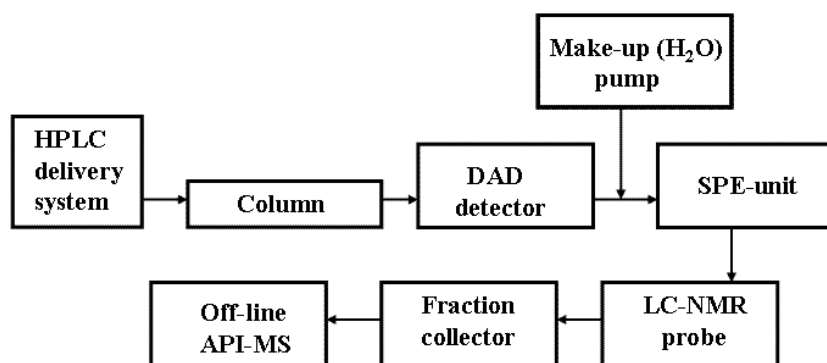 Make-up (H₂O)
pump
HPLC
delivery
system
Column
DAD
detector
SPE-unit
Off-line
API-MS
Fraction
collector
LC-NMR
probe